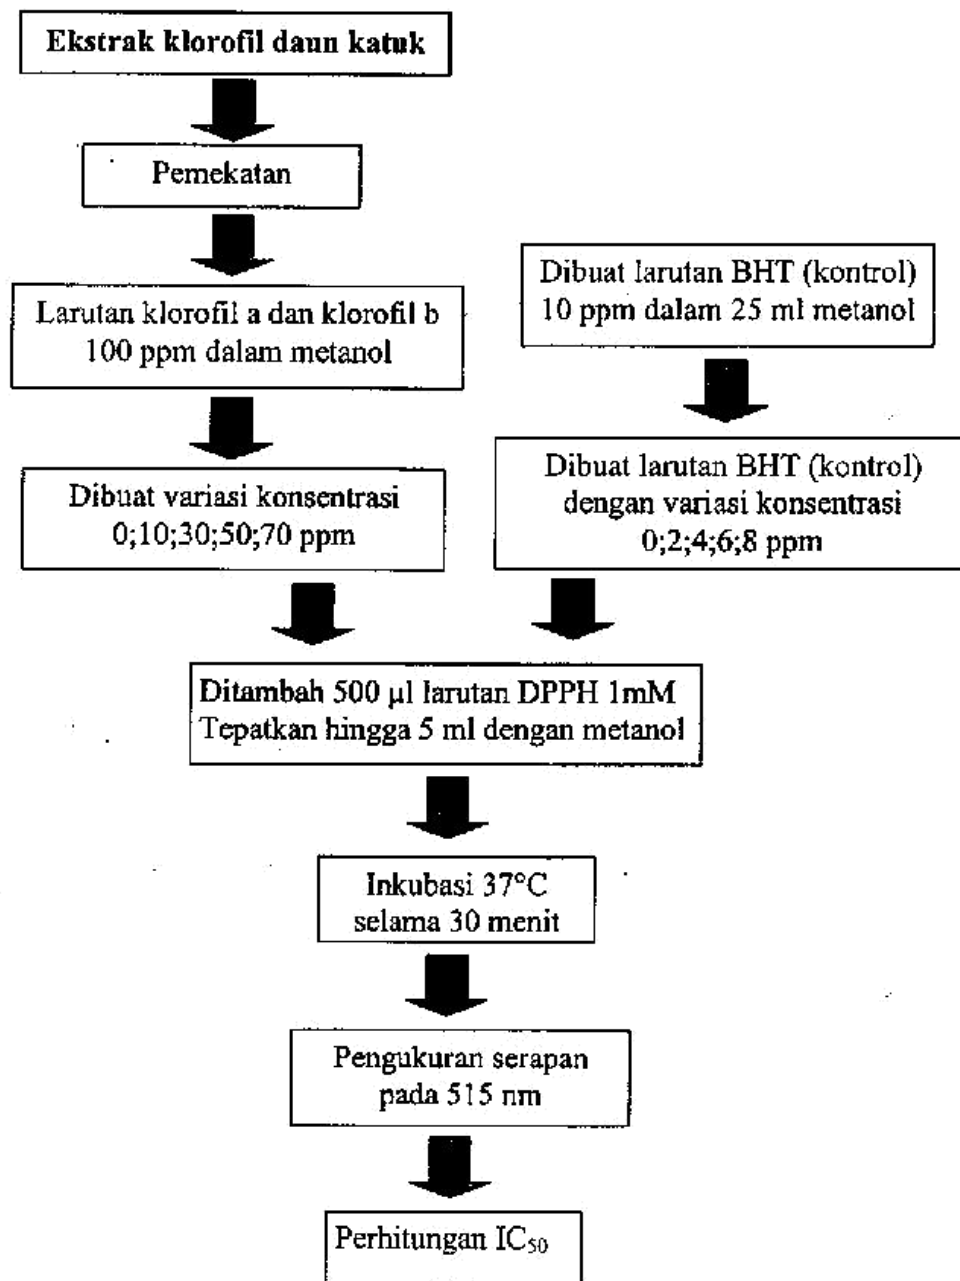 Ekstrak klorofil daun katuk
Pemekatan
Larutan klorofil a dan klorofil b
100 ppm dalam metanol
Dibuat variasi konsentrasi
0;10;30;50;70 ppm
Dibuat larutan BHT (kontrol)
10 ppm dalam 25 ml metanol
Dibuat larutan BHT (kontrol)
dengan variasi konsentrasi
0;2;4;6;8 ppm
Ditambah 500 µl larutan DPPH 1mM
Tepatkan hingga 5 ml dengan metanol
Inkubasi 37°C
selama 30 menit
Pengukuran serapan
pada 515 nm
Perhitungan IC₅₀